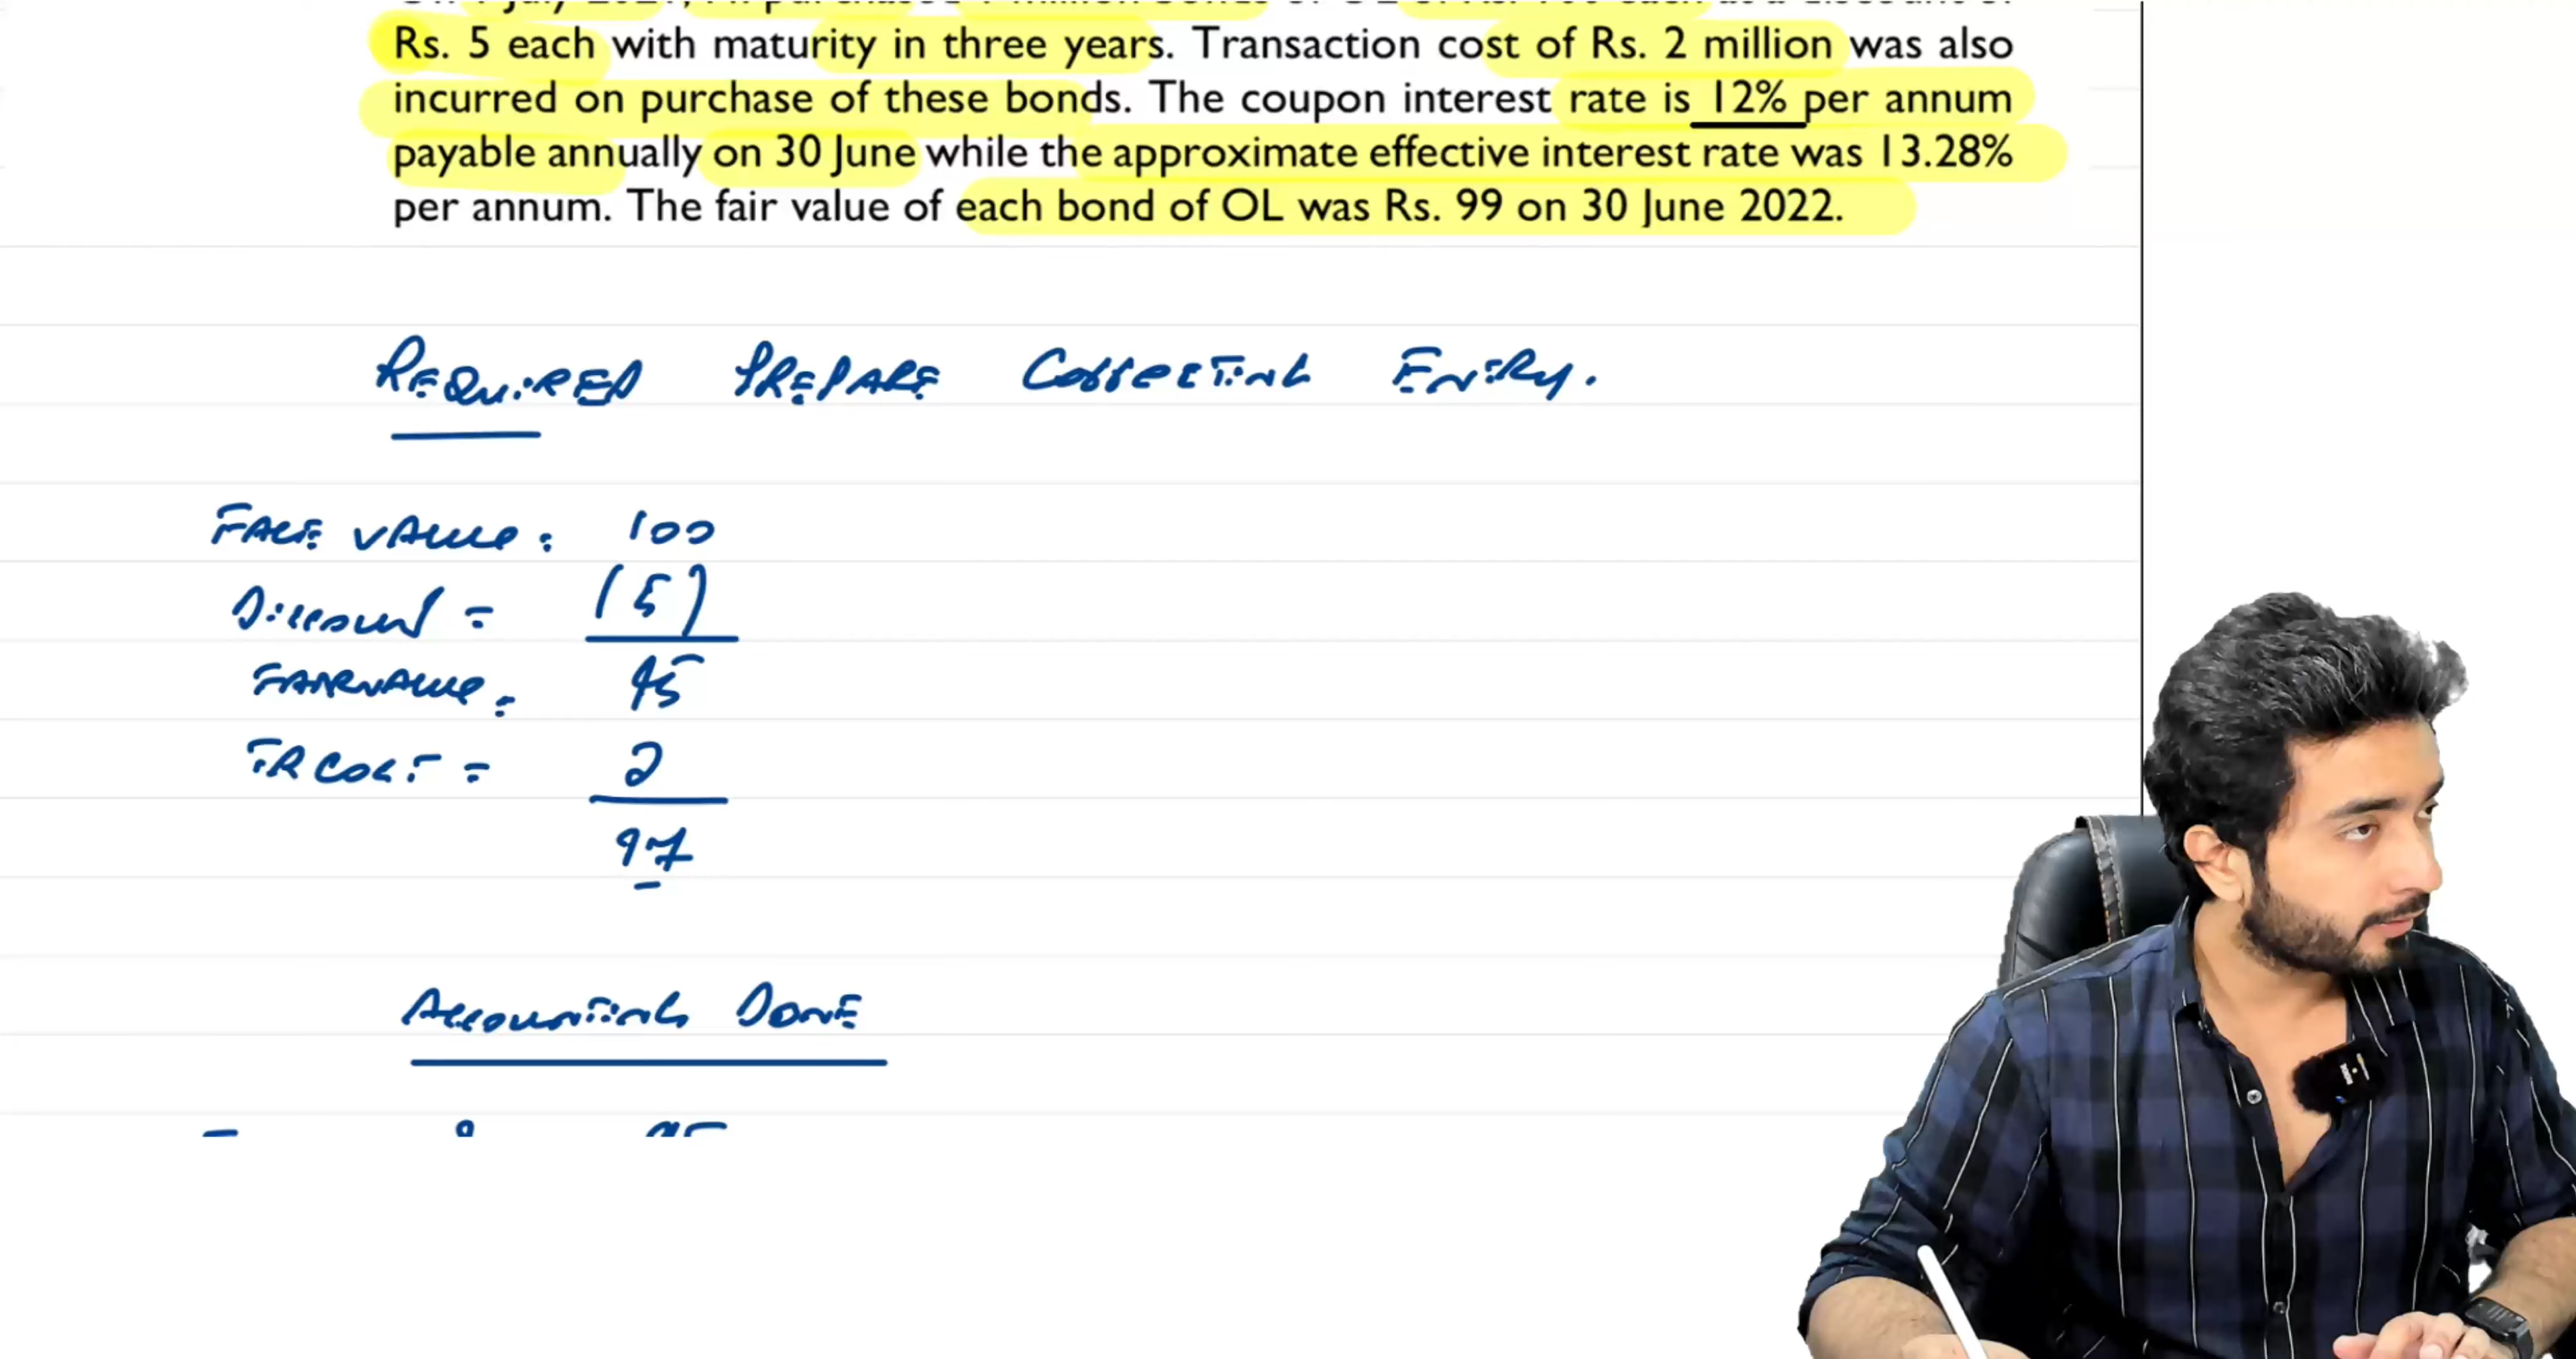 Rs. 5 each with maturity in three years. Transaction cost of Rs. 2 million was also
incurred on purchase of these bonds. The coupon interest rate is 12% per annum
payable annually on 30 June while the approximate effective interest rate was 13.28%
per annum. The fair value of each bond of OL was Rs. 99 on 30 June 2022.
REQUIRED PREPARE CORRECTING ENTRY.
FACE VALUE: 100
DISCOUNT = (5)
FAIRVALUE = 95
TR COST = 2
97
ACCOUNTING DONE